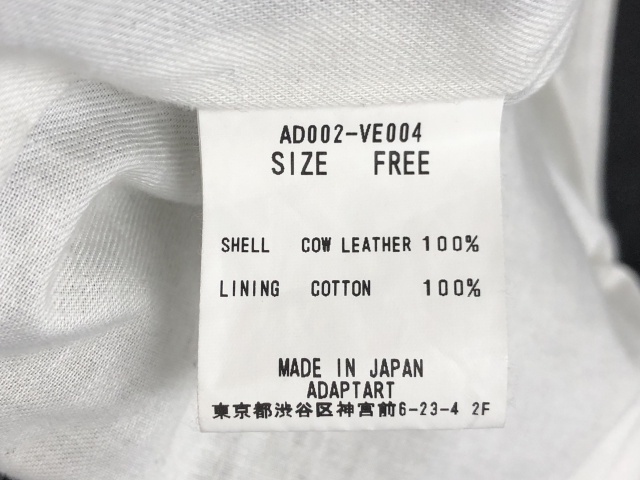 AD002-VE004
SIZE FREE
SHELL COW LEATHER 100%
LINING COTTON 100%
MADE IN JAPAN
ADAPTART
東京都渋谷区神宮前6-23-4 2F